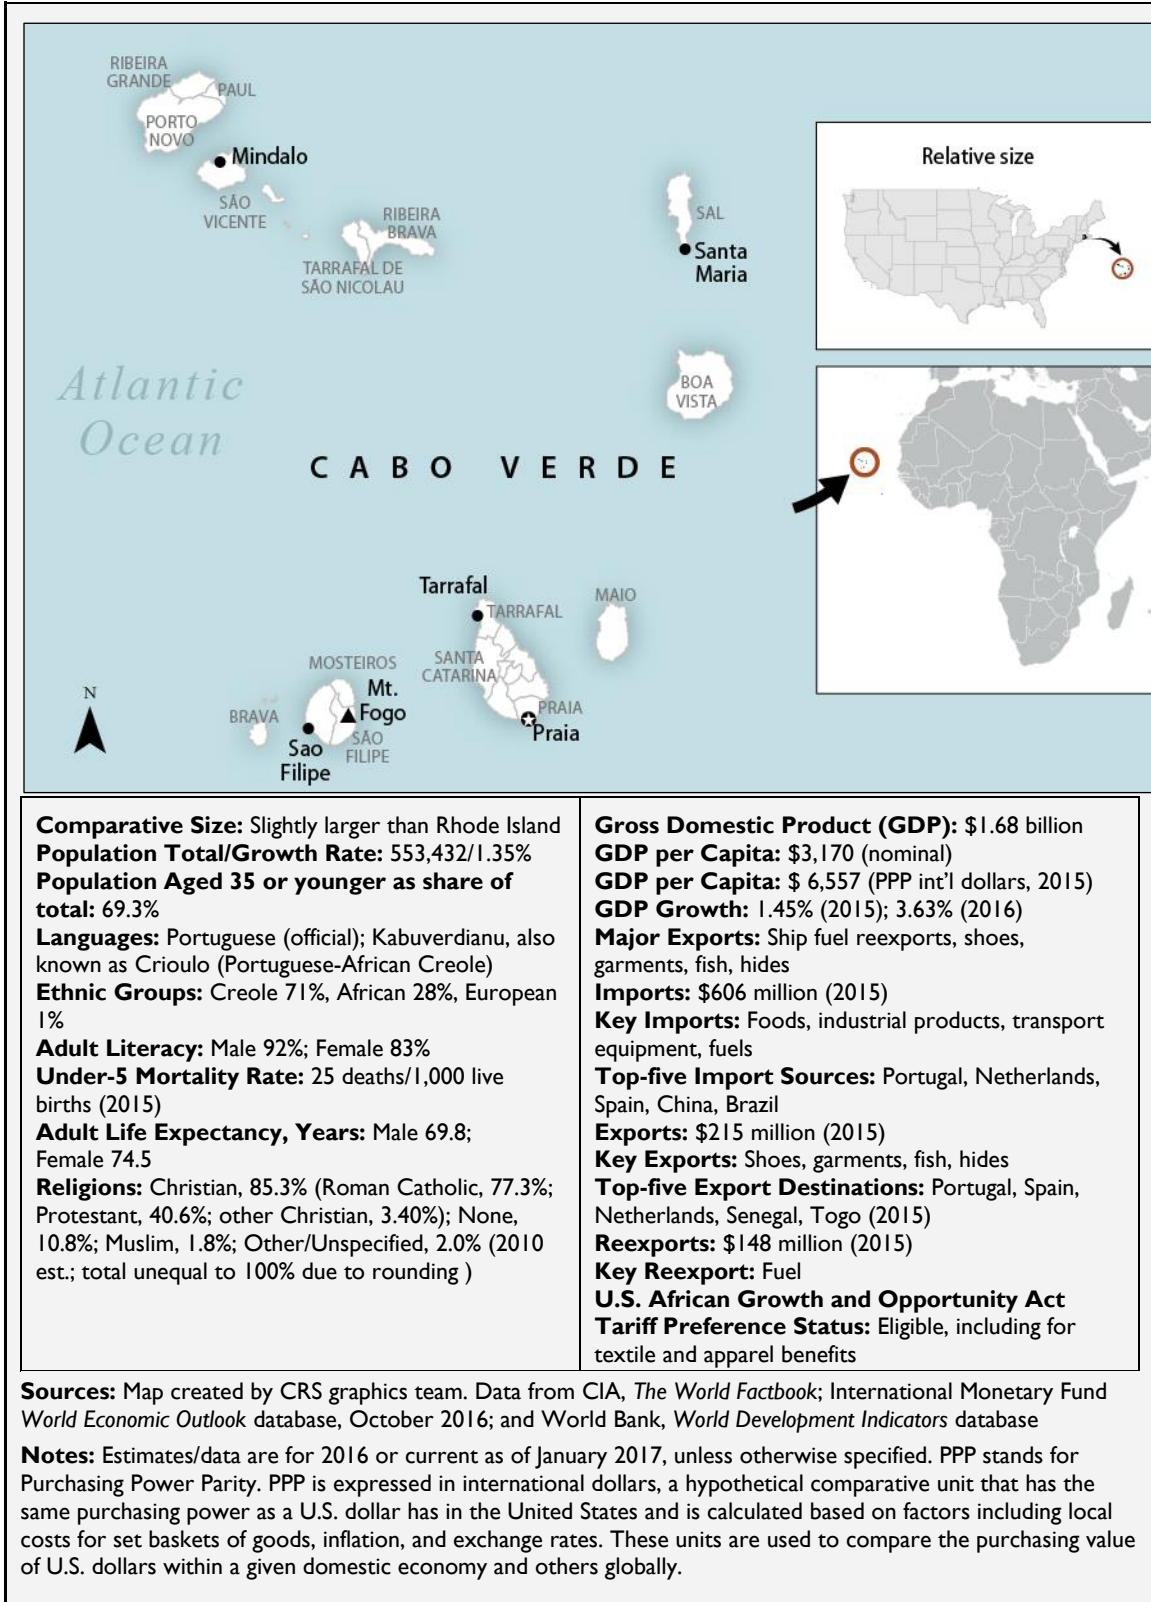 RIBEIRA
GRANDE
PAUL
PORTO
NOVO
Mindalo
SÃO
VICENTE
RIBEIRA
BRAVA
TARRAFAL DE
SÃO NICOLAU
SAL
Santa
Maria
Relative size
BOA
VISTA
Atlantic
Ocean
CABO VERDE
Tarrafal
TARRAFAL
MAIO
SANTA
CATARINA
MOSTEIROS
Mt.
Fogo
BRAVA
PRAIA
Praia
SÃO
FILIPE
Sao
Filipe
N
Comparative Size: Slightly larger than Rhode Island
Population Total/Growth Rate: 553,432/1.35%
Population Aged 35 or younger as share of
total: 69.3%
Languages: Portuguese (official); Kabuverdianu, also
known as Crioulo (Portuguese-African Creole)
Ethnic Groups: Creole 71%, African 28%, European
1%
Adult Literacy: Male 92%; Female 83%
Under-5 Mortality Rate: 25 deaths/1,000 live
births (2015)
Adult Life Expectancy, Years: Male 69.8;
Female 74.5
Religions: Christian, 85.3% (Roman Catholic, 77.3%;
Protestant, 40.6%; other Christian, 3.40%); None,
10.8%; Muslim, 1.8%; Other/Unspecified, 2.0% (2010
est.; total unequal to 100% due to rounding )
Gross Domestic Product (GDP): $1.68 billion
GDP per Capita: $3,170 (nominal)
GDP per Capita: $ 6,557 (PPP int'l dollars, 2015)
GDP Growth: 1.45% (2015); 3.63% (2016)
Major Exports: Ship fuel reexports, shoes,
garments, fish, hides
Imports: $606 million (2015)
Key Imports: Foods, industrial products, transport
equipment, fuels
Top-five Import Sources: Portugal, Netherlands,
Spain, China, Brazil
Exports: $215 million (2015)
Key Exports: Shoes, garments, fish, hides
Top-five Export Destinations: Portugal, Spain,
Netherlands, Senegal, Togo (2015)
Reexports: $148 million (2015)
Key Reexport: Fuel
U.S. African Growth and Opportunity Act
Tariff Preference Status: Eligible, including for
textile and apparel benefits
Sources: Map created by CRS graphics team. Data from CIA, The World Factbook; International Monetary Fund
World Economic Outlook database, October 2016; and World Bank, World Development Indicators database
Notes: Estimates/data are for 2016 or current as of January 2017, unless otherwise specified. PPP stands for
Purchasing Power Parity. PPP is expressed in international dollars, a hypothetical comparative unit that has the
same purchasing power as a U.S. dollar has in the United States and is calculated based on factors including local
costs for set baskets of goods, inflation, and exchange rates. These units are used to compare the purchasing value
of U.S. dollars within a given domestic economy and others globally.